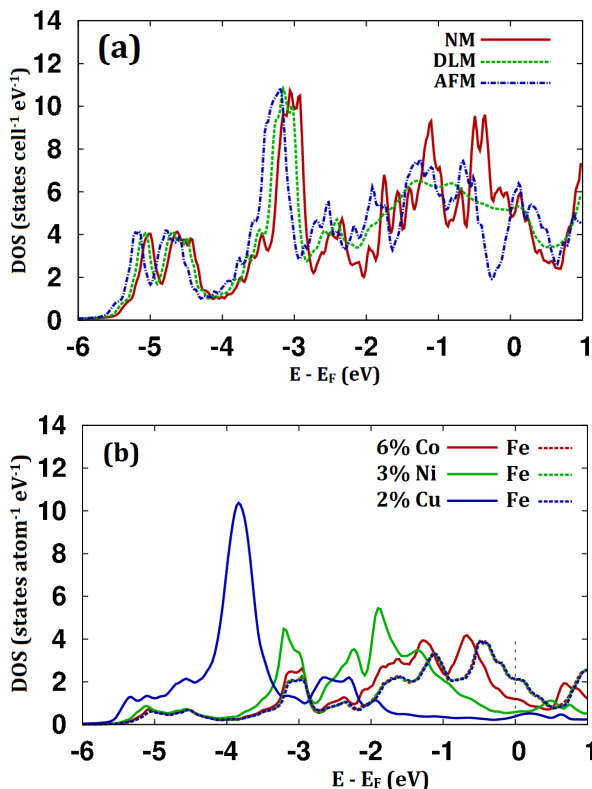 (a)
NM
DLM
AFM
14
12
10
8
6
4
2
0
DOS (states cell-1 eV-1)
-6 -5 -4 -3 -2 -1 0 1
E - EF (eV)
(b)
6% Co Fe
3% Ni Fe
2% Cu Fe
14
12
10
8
6
4
2
0
DOS (states atom-1 eV-1)
-6 -5 -4 -3 -2 -1 0 1
E - EF (eV)